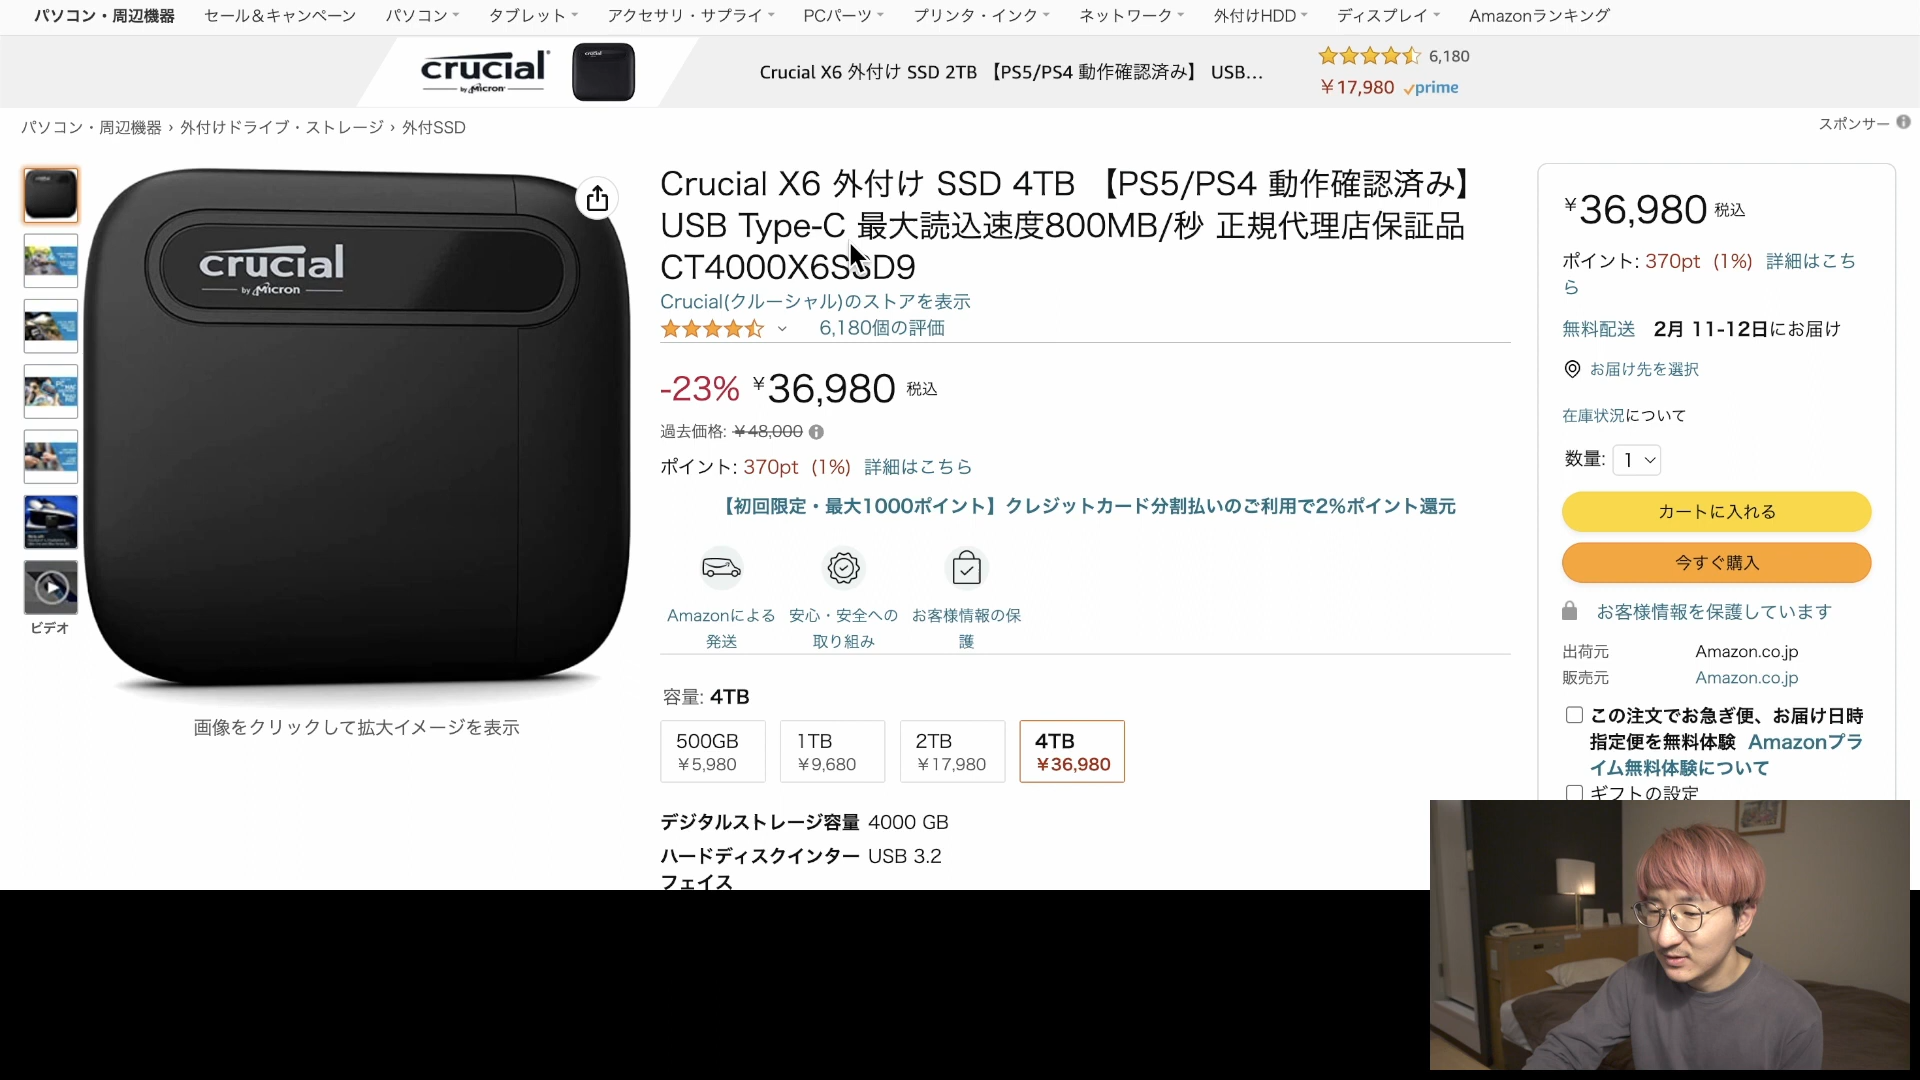 パソコン・周辺機器 セール＆キャンペーン パソコン タブレット アクセサリ・サプライ PCパーツ プリンタ・インク ネットワーク 外付けHDD ディスプレイ Amazonランキング
crucial
by Micron
Crucial X6 外付け SSD 2TB 【PS5/PS4 動作確認済み】 USB...
6,180
￥17,980 prime
パソコン・周辺機器 › 外付けドライブ・ストレージ › 外付SSD
スポンサー
crucial
by Micron
画像をクリックして拡大イメージを表示
ビデオ
Crucial X6 外付け SSD 4TB 【PS5/PS4 動作確認済み】
USB Type-C 最大読込速度800MB/秒 正規代理店保証品
CT4000X6SSD9
Crucial(クルーシャル)のストアを表示
6,180個の評価
-23% ￥36,980 税込
過去価格: ￥48,000
ポイント: 370pt (1%) 詳細はこちら
【初回限定・最大1000ポイント】クレジットカード分割払いのご利用で2%ポイント還元
Amazonによる発送
安心・安全への取り組み
お客様情報の保護
容量: 4TB
500GB
￥5,980
1TB
￥9,680
2TB
￥17,980
4TB
￥36,980
デジタルストレージ容量 4000 GB
ハードディスクインター USB 3.2
フェイス
￥36,980 税込
ポイント: 370pt (1%) 詳細はこち
ら
無料配送 2月 11-12日にお届け
お届け先を選択
在庫状況について
数量: 1
カートに入れる
今すぐ購入
お客様情報を保護しています
出荷元 Amazon.co.jp
販売元 Amazon.co.jp
この注文でお急ぎ便、お届け日時
指定便を無料体験 Amazonプラ
イム無料体験について
ギフトの設定